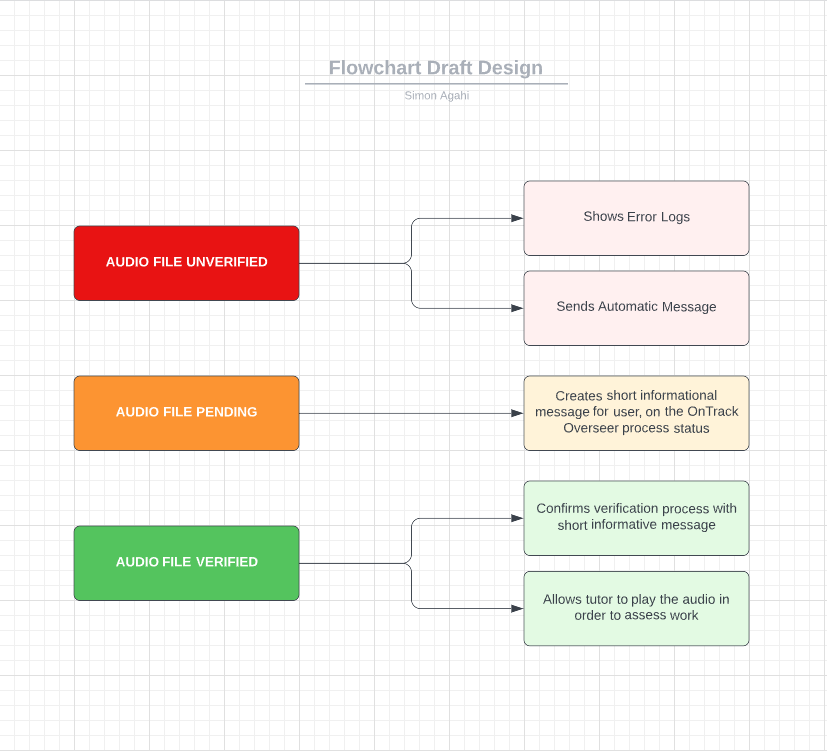 Flowchart Draft Design
Simon Agahi
AUDIO FILE UNVERIFIED
Shows Error Logs
Sends Automatic Message
AUDIO FILE PENDING
Creates short informational
message for user, on the OnTrack
Overseer process status
AUDIO FILE VERIFIED
Confirms verification process with
short informative message
Allows tutor to play the audio in
order to assess work